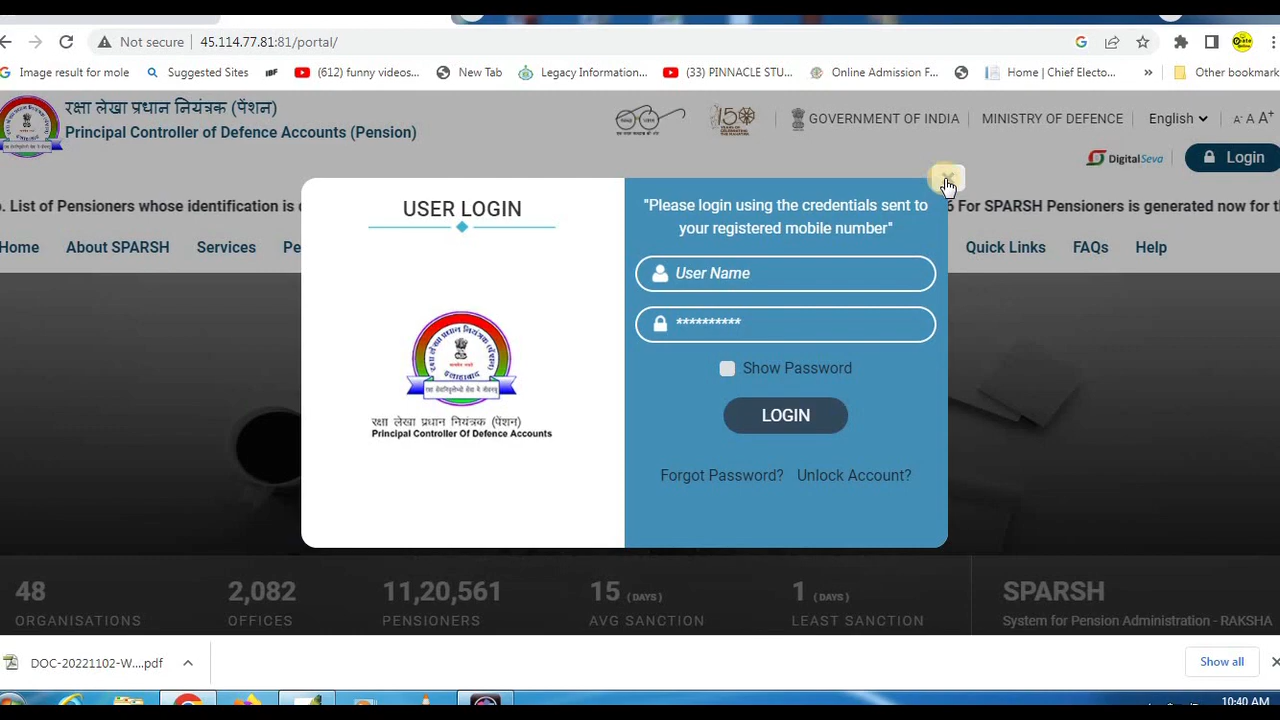 Not secure
45.114.77.81:81/portal/
Image result for mole
Suggested Sites
(612) funny videos...
New Tab
Legacy Information...
(33) PINNACLE STU...
Online Admission F...
Home | Chief Electo...
»
Other bookmark
रक्षा लेखा प्रधान नियंत्रक (पेंशन)
Principal Controller of Defence Accounts (Pension)
GOVERNMENT OF INDIA
MINISTRY OF DEFENCE
English
A- A A+
DigitalSeva
Login
o. List of Pensioners whose identification is
6 For SPARSH Pensioners is generated now for
Home
About SPARSH
Services
Pe
Quick Links
FAQs
Help
USER LOGIN
रक्षा लेखा प्रधान नियंत्रक (पेंशन)
Principal Controller Of Defence Accounts
"Please login using the credentials sent to
your registered mobile number"
User Name
**********
Show Password
LOGIN
Forgot Password?
Unlock Account?
48
ORGANISATIONS
2,082
OFFICES
11,20,561
PENSIONERS
15 (DAYS)
AVG SANCTION
1 (DAYS)
LEAST SANCTION
SPARSH
System for Pension Administration - RAKSHA
DOC-20221102-W....pdf
Show all
10:40 AM